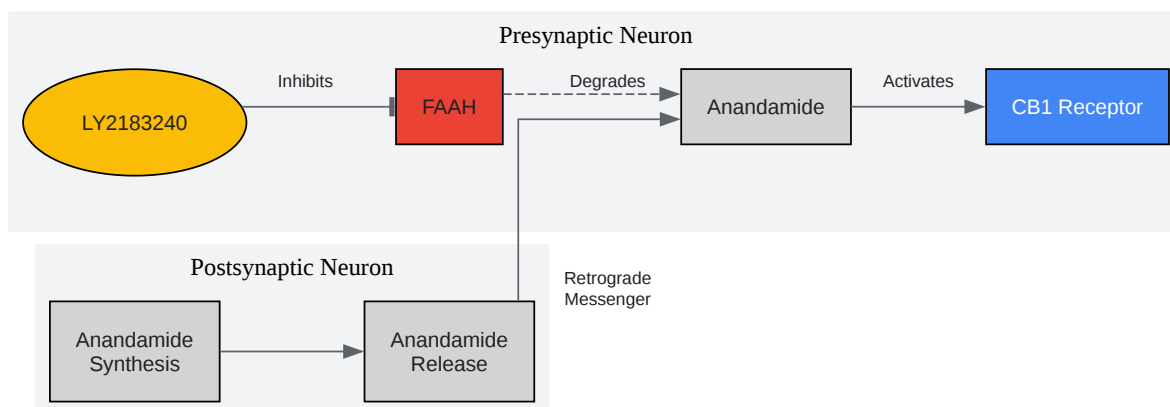 Presynaptic Neuron
Inhibits
Degrades
Activates
LY2183240
FAAH
Anandamide
CB1 Receptor
Postsynaptic Neuron
Retrograde
Messenger
Anandamide
Synthesis
Anandamide
Release